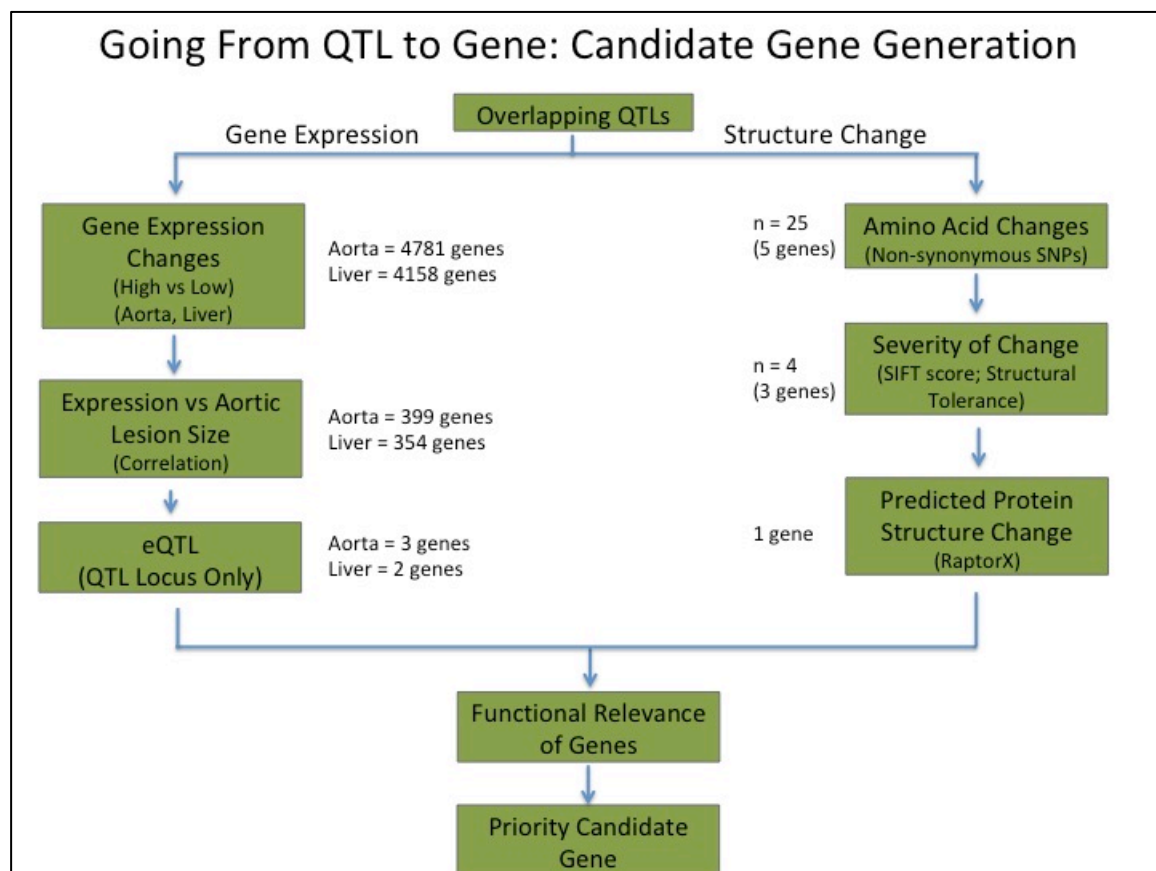 Going From QTL to Gene: Candidate Gene Generation
Overlapping QTLs
Gene Expression
Structure Change
Gene Expression
Changes
(High vs Low)
(Aorta, Liver)
Aorta = 4781 genes
Liver = 4158 genes
n = 25
(5 genes)
Amino Acid Changes
(Non-synonymous SNPs)
Expression vs Aortic
Lesion Size
(Correlation)
Aorta = 399 genes
Liver = 354 genes
n = 4
(3 genes)
Severity of Change
(SIFT score; Structural
Tolerance)
eQTL
(QTL Locus Only)
Aorta = 3 genes
Liver = 2 genes
1 gene
Predicted Protein
Structure Change
(RaptorX)
Functional Relevance
of Genes
Priority Candidate
Gene